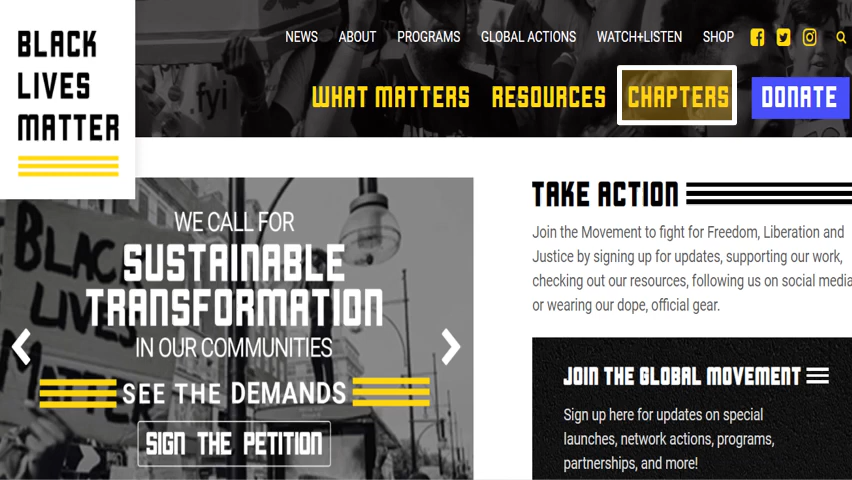 BLACK
LIVES
MATTER
NEWS ABOUT PROGRAMS GLOBAL ACTIONS WATCH+LISTEN SHOP
.fyi
WHAT MATTERS RESOURCES CHAPTERS DONATE
WE CALL FOR
SUSTAINABLE
TRANSFORMATION
IN OUR COMMUNITIES
SEE THE DEMANDS
SIGN THE PETITION
BLACK
LIVES
MATTER
TAKE ACTION
Join the Movement to fight for Freedom, Liberation and
Justice by signing up for updates, supporting our work,
checking out our resources, following us on social media
or wearing our dope, official gear.
JOIN THE GLOBAL MOVEMENT
Sign up here for updates on special
launches, network actions, programs,
partnerships, and more!